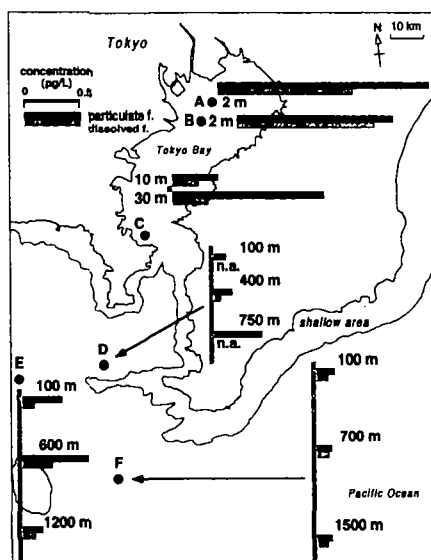 Tokyo
N
10 km
concentration
(pg/L)
0 0.5
particulate f.
dissolved f.
A 2 m
B 2 m
Tokyo Bay
10 m
30 m
C
100 m
n.a.
400 m
750 m
n.a.
shallow area
D
E
100 m
100 m
600 m
700 m
F
Pacific Ocean
1200 m
1500 m